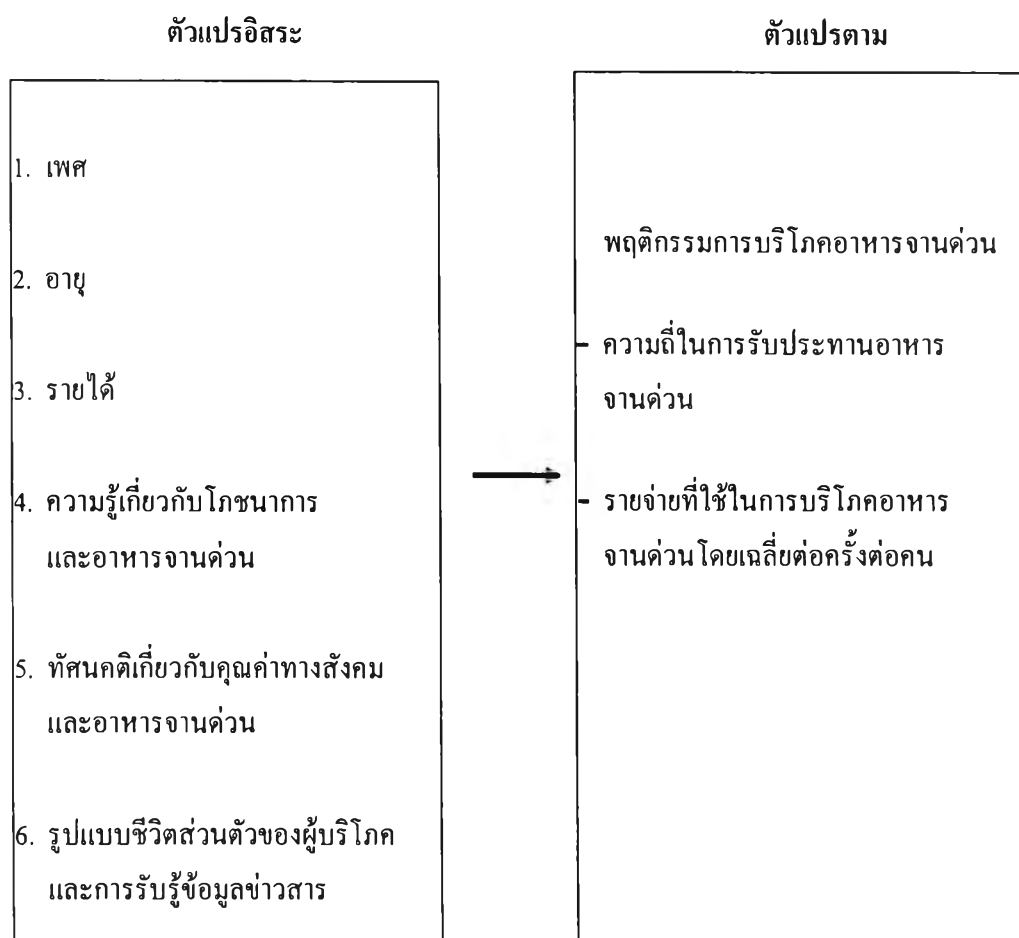 ตัวแปรอิสระ
1. เพศ
2. อายุ
3. รายได้
4. ความรู้เกี่ยวกับโภชนาการ
และอาหารจานด่วน
5. ทัศนคติเกี่ยวกับคุณค่าทางสังคม
และอาหารจานด่วน
6. รูปแบบชีวิตส่วนตัวของผู้บริโภค
และการรับรู้ข้อมูลข่าวสาร
ตัวแปรตาม
พฤติกรรมการบริโภคอาหารจานด่วน
- ความถี่ในการรับประทานอาหาร
จานด่วน
- รายจ่ายที่ใช้ในการบริโภคอาหาร
จานด่วนโดยเฉลี่ยต่อครั้งต่อคน